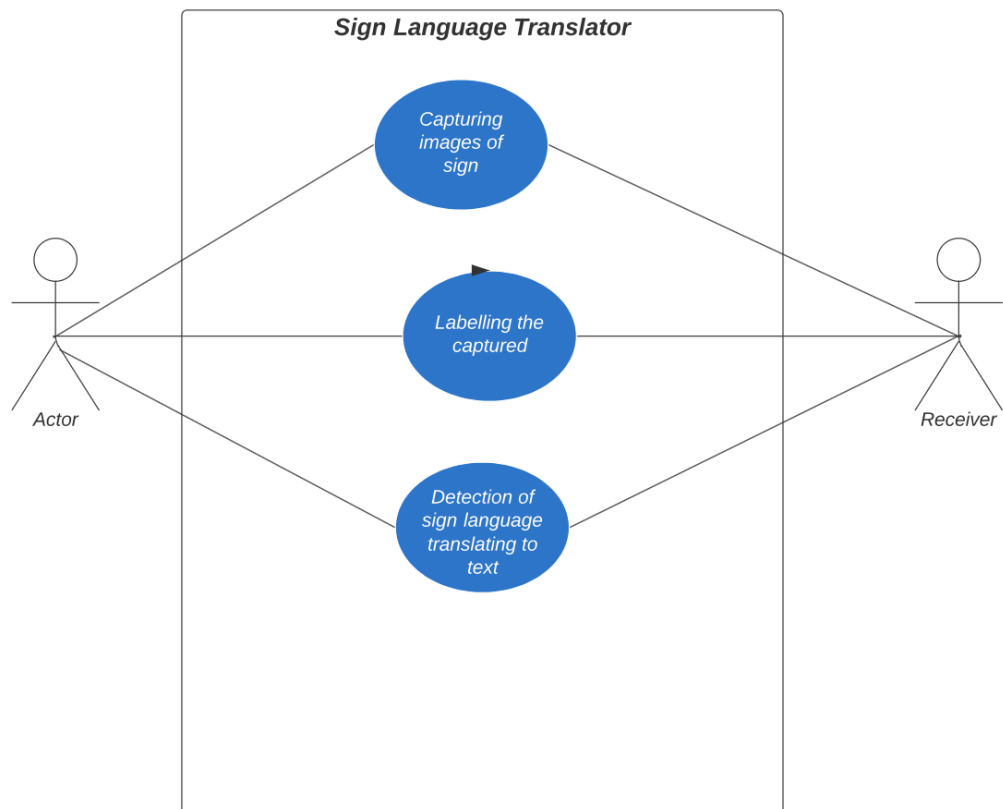 Sign Language Translator
Capturing
images of
sign
Labelling the
captured
Actor
Receiver
Detection of
sign language
translating to
text